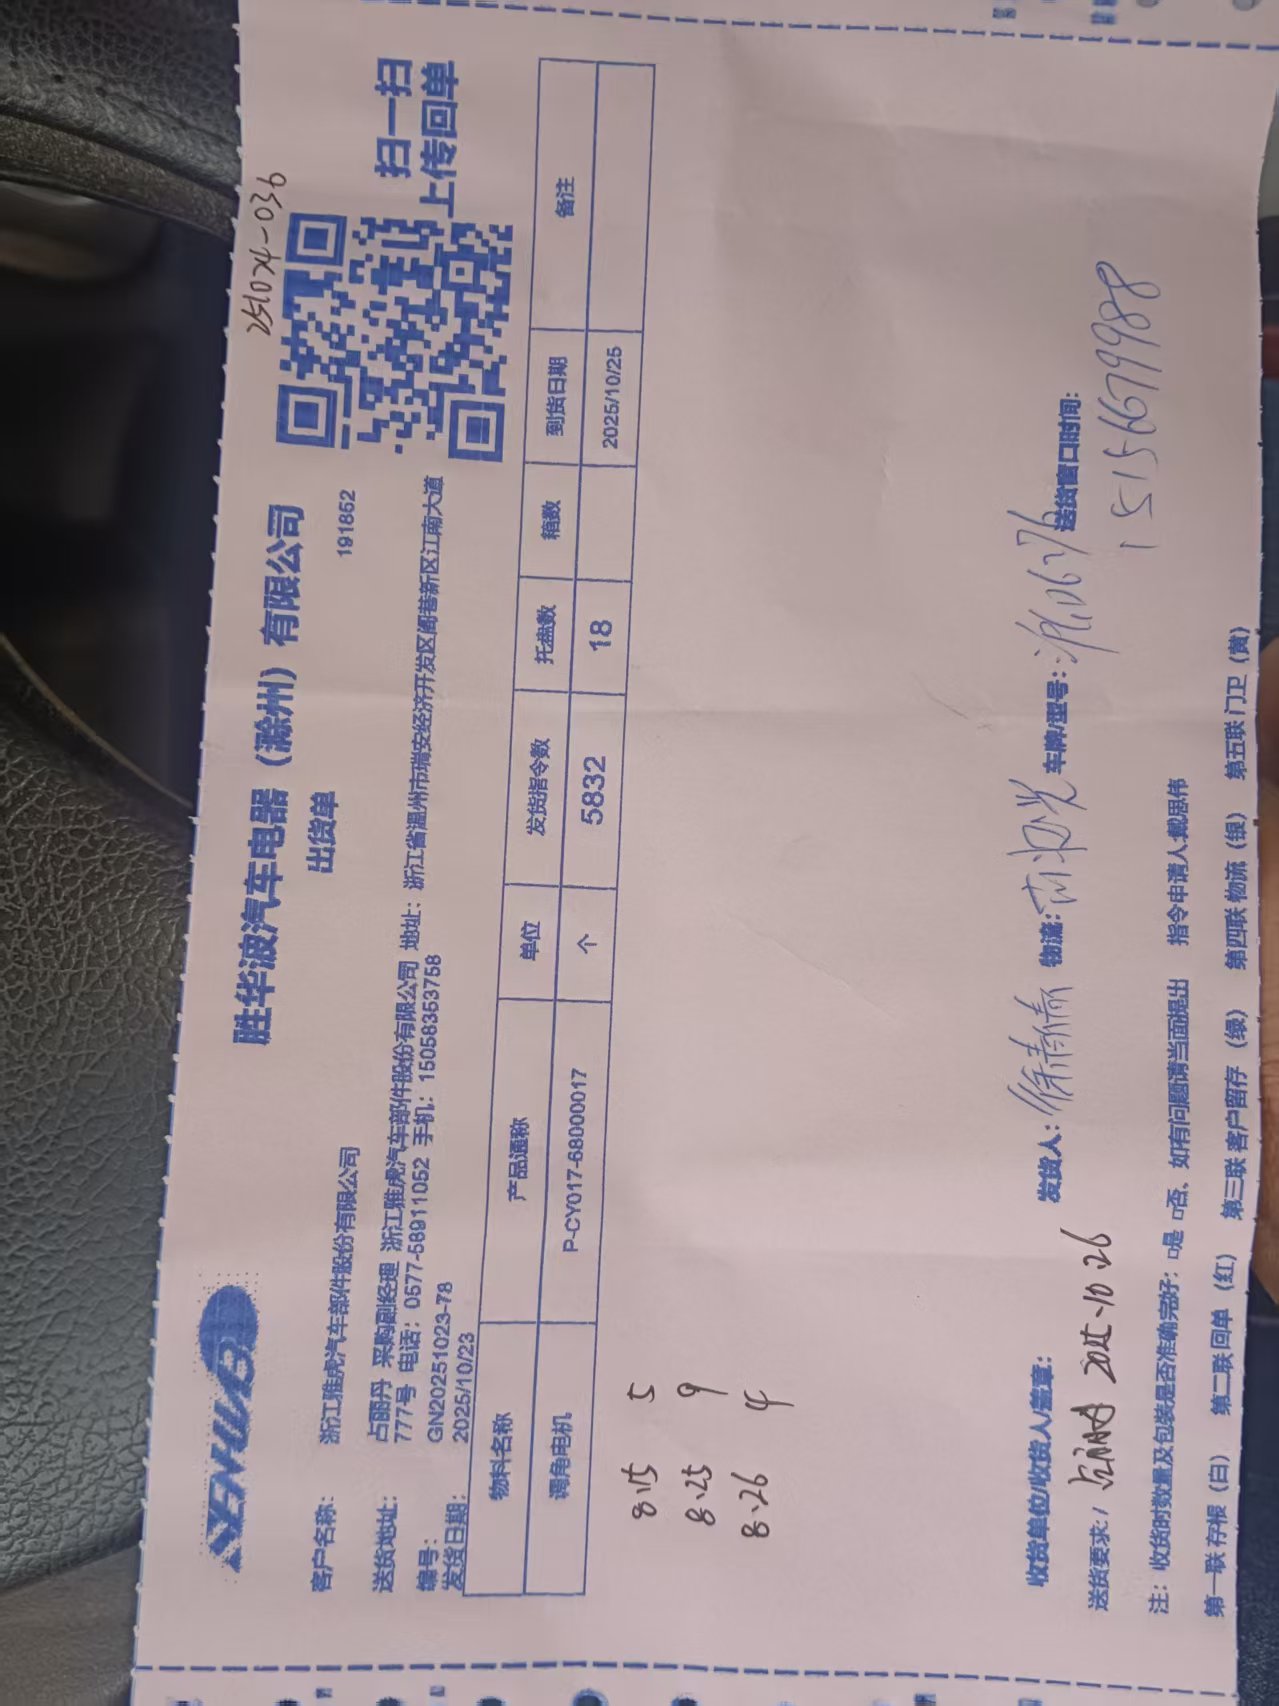 251024-036
SHENHUABO
胜华波汽车电器（滁州）有限公司
扫一扫
上传回单
出货单
191852
客户名称： 浙江雅虎汽车部件股份有限公司
送货地址： 占丽丹 采购副经理 浙江雅虎汽车部件股份有限公司 地址：浙江省温州市瑞安经济开发区阁巷新区江南大道
777号 电话：0577-58911052 手机：15058353758
编号： GN20251023-78
发货日期： 2025/10/23
物料名称 产品通称 单位 发货指令数 托盘数 箱数 到货日期 备注
调角电机 P-CY017-68000017 个 5832 18 2025/10/25
8.15 5
8.25 9
8.26 4
收货单位/收货人/盖章： 发货人： 物流： 车牌/型号： 送货窗口时间：
送货要求：/ 2025-10.26 15156679988
注：收货时数量及包装是否准确完好：□是 □否，如有问题请当面提出 指令申请人:戴思伟
第一联 存根（白） 第二联 回单（红） 第三联 客户留存（绿） 第四联 物流（银） 第五联 门卫（黄）